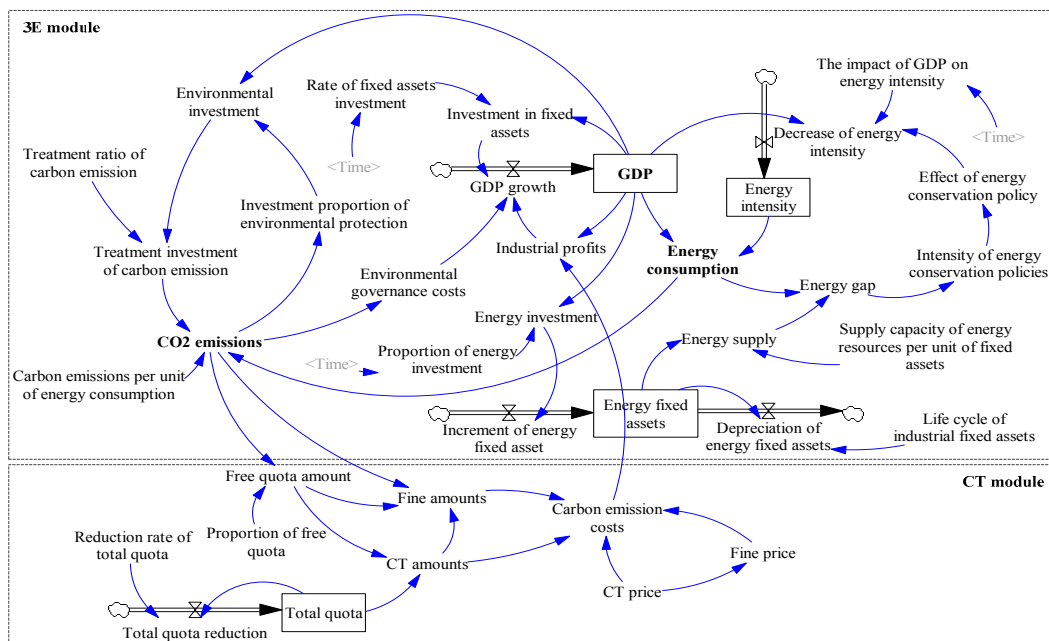 3E module
Environmental
investment
Rate of fixed assets
investment
Investment in fixed
assets
The impact of GDP on
energy intensity
<Time>
Decrease of energy
intensity
<Time>
Treatment ratio of
carbon emission
GDP growth
GDP
Energy
intensity
Effect of energy
conservation policy
Investment proportion of
environmental protection
Industrial profits
Energy
consumption
Treatment investment
of carbon emission
Environmental
governance costs
Energy gap
Intensity of energy
conservation policies
CO2 emissions
Energy investment
Energy supply
Supply capacity of energy
resources per unit of fixed
assets
<Time>
Proportion of energy
investment
Carbon emissions per unit
of energy consumption
Increment of energy
fixed asset
Energy fixed
assets
Depreciation of
energy fixed assets
Life cycle of
industrial fixed assets
CT module
Free quota amount
Fine amounts
Carbon emission
costs
Reduction rate of
total quota
Proportion of free
quota
CT amounts
Fine price
CT price
Total quota reduction
Total quota